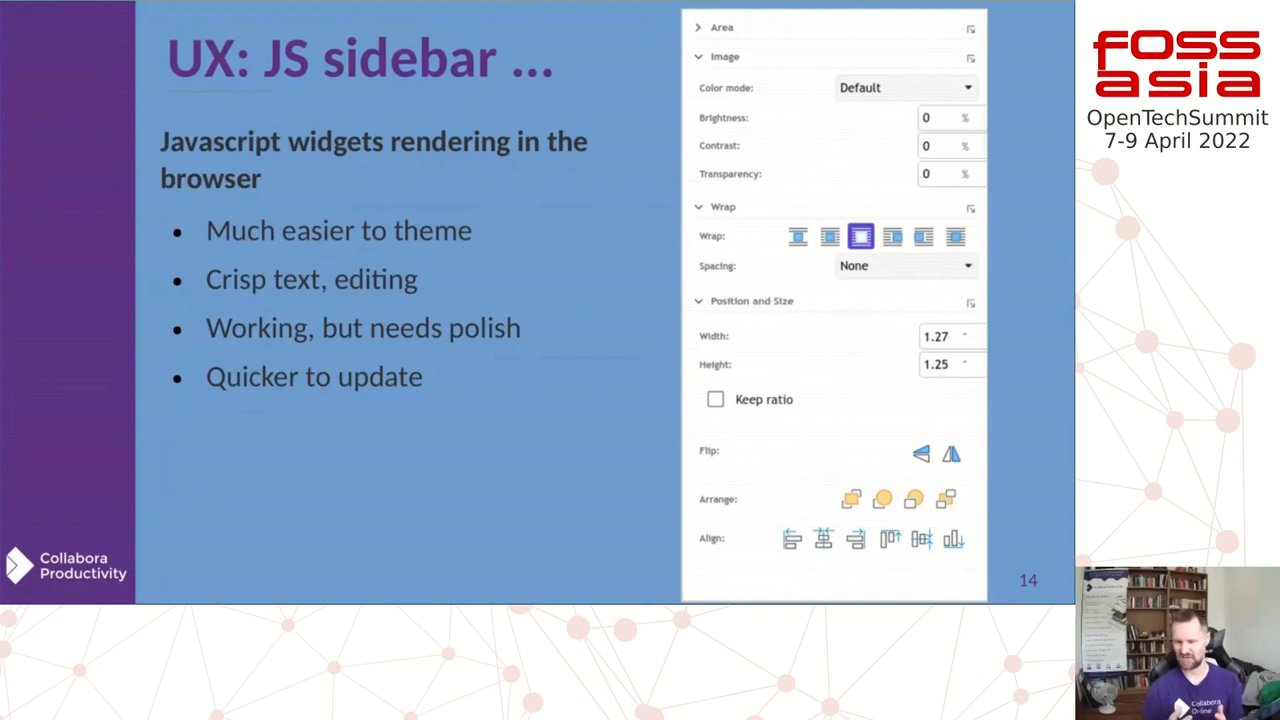 UX: JS sidebar ...
Javascript widgets rendering in the
browser
Much easier to theme
Crisp text, editing
Working, but needs polish
Quicker to update
Area
Image
Color mode: Default
Brightness: 0 %
Contrast: 0 %
Transparency: 0 %
Wrap
Wrap:
Spacing: None
Position and Size
Width: 1.27 "
Height: 1.25 "
Keep ratio
Flip:
Arrange:
Align:
Collabora
Productivity
14
foss
asia
OpenTechSummit
7-9 April 2022
Collabora
Online